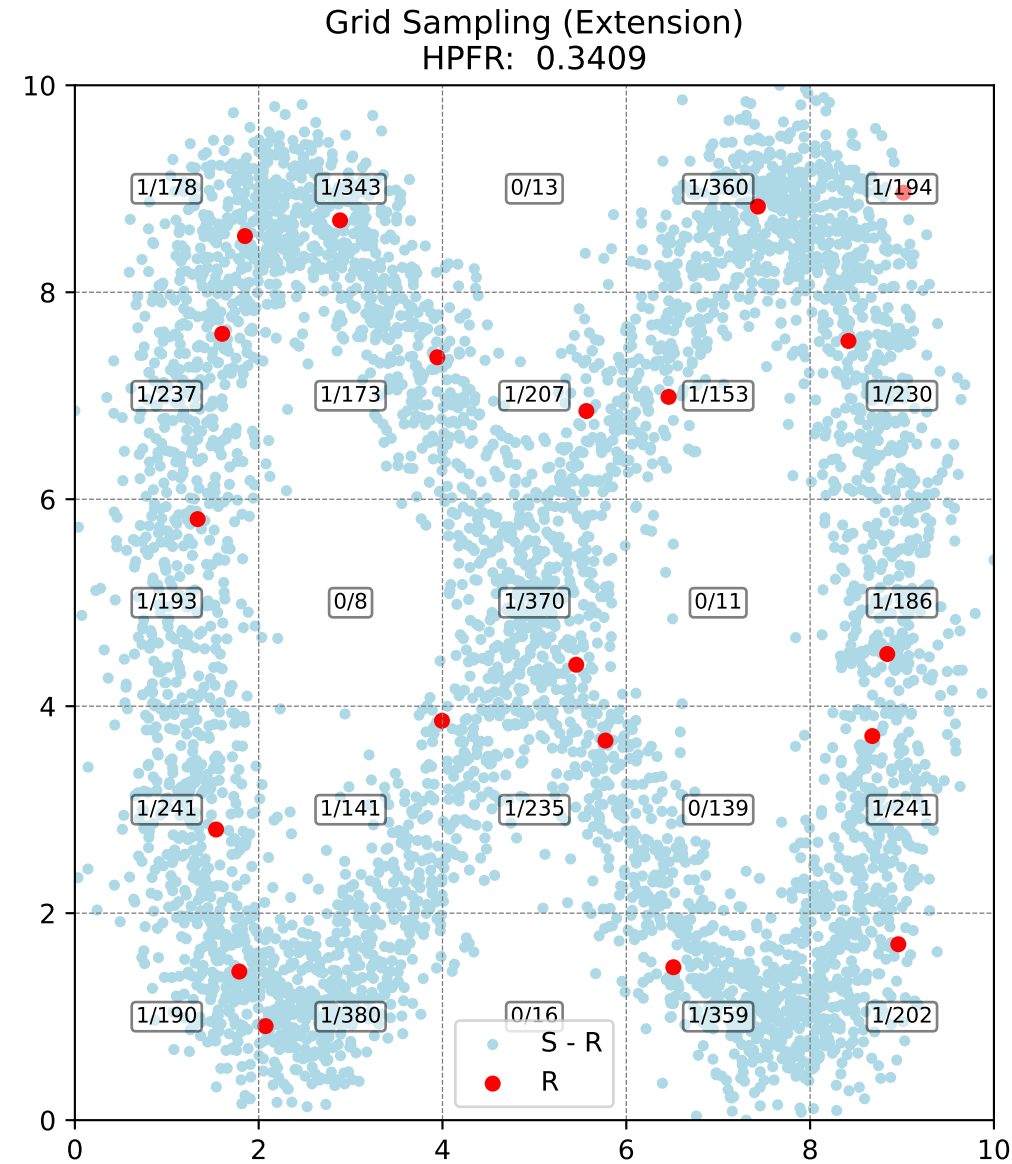 Grid Sampling (Extension)
HPFR:  0.3409
10
1/178 1/343 0/13 1/360 1/194
8
1/237 1/173 1/207 1/153 1/230
6
1/193 0/8 1/370 0/11 1/186
4
1/241 1/141 1/235 0/139 1/241
2
1/190 1/380 0/16 1/359 1/202
S - R
R
0
0 2 4 6 8 10